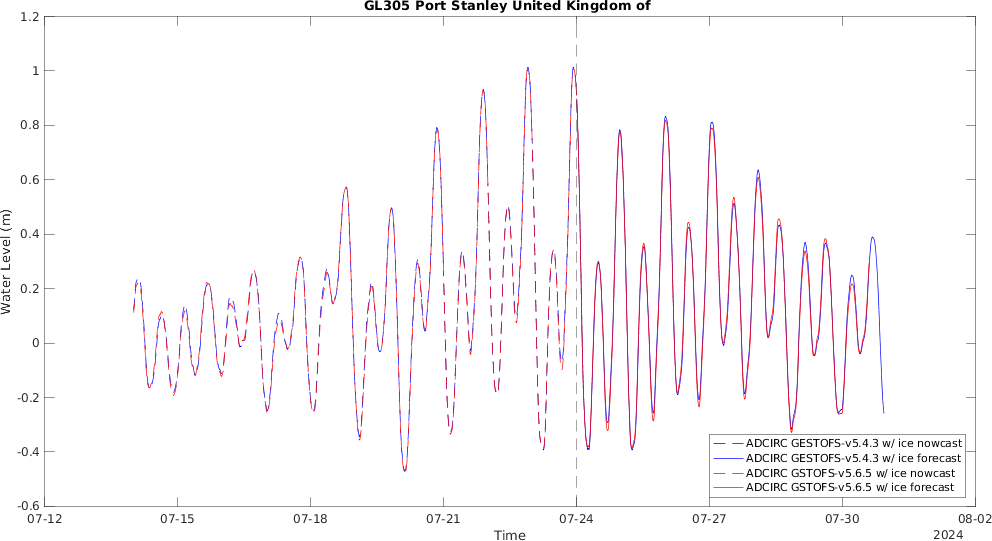 GL305 Port Stanley United Kingdom of
Water Level (m)
1.2
1
0.8
0.6
0.4
0.2
0
-0.2
-0.4
-0.6
ADCIRC GESTOFS-v5.4.3 w/ ice nowcast
ADCIRC GESTOFS-v5.4.3 w/ ice forecast
ADCIRC GSTOFS-v5.6.5 w/ ice nowcast
ADCIRC GSTOFS-v5.6.5 w/ ice forecast
07-12 07-15 07-18 07-21 07-24 07-27 07-30 08-02
Time
2024